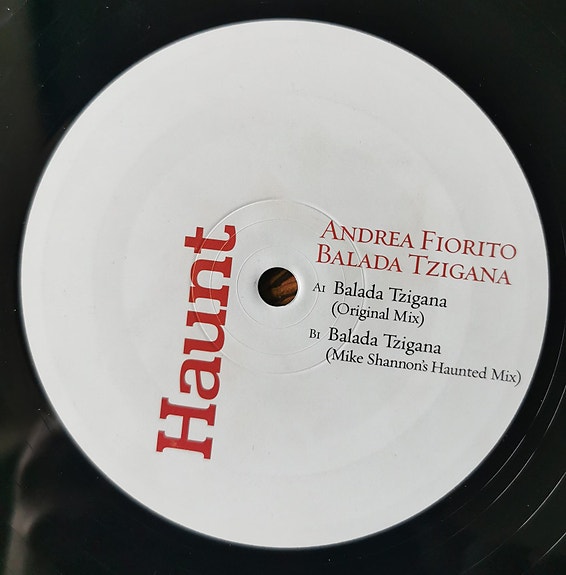 Haunt
ANDREA FIORITO
BALADA TZIGANA
A1 Balada Tzigana
(Original Mix)
B1 Balada Tzigana
(Mike Shannon's Haunted Mix)